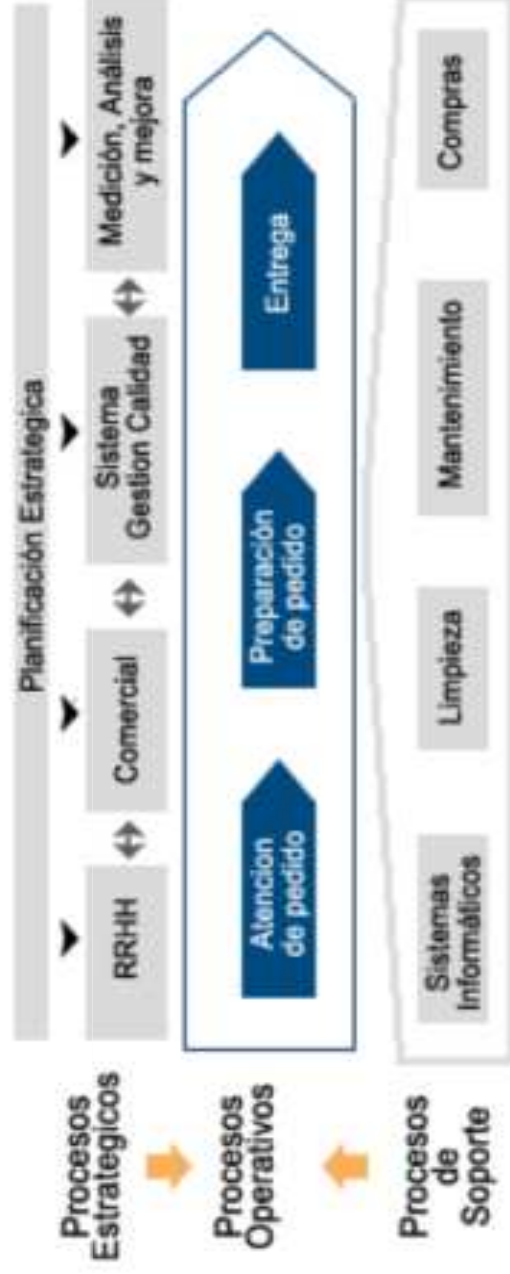 Planificación Estrategica
Procesos
Estrategicos
RRHH
Comercial
Sistema
Gestion Calidad
Medición, Análisis
y mejora
Procesos
Operativos
Atencion
de pedido
Preparación
de pedido
Entrega
Procesos
de
Soporte
Sistemas
Informáticos
Limpieza
Mantenimiento
Compras